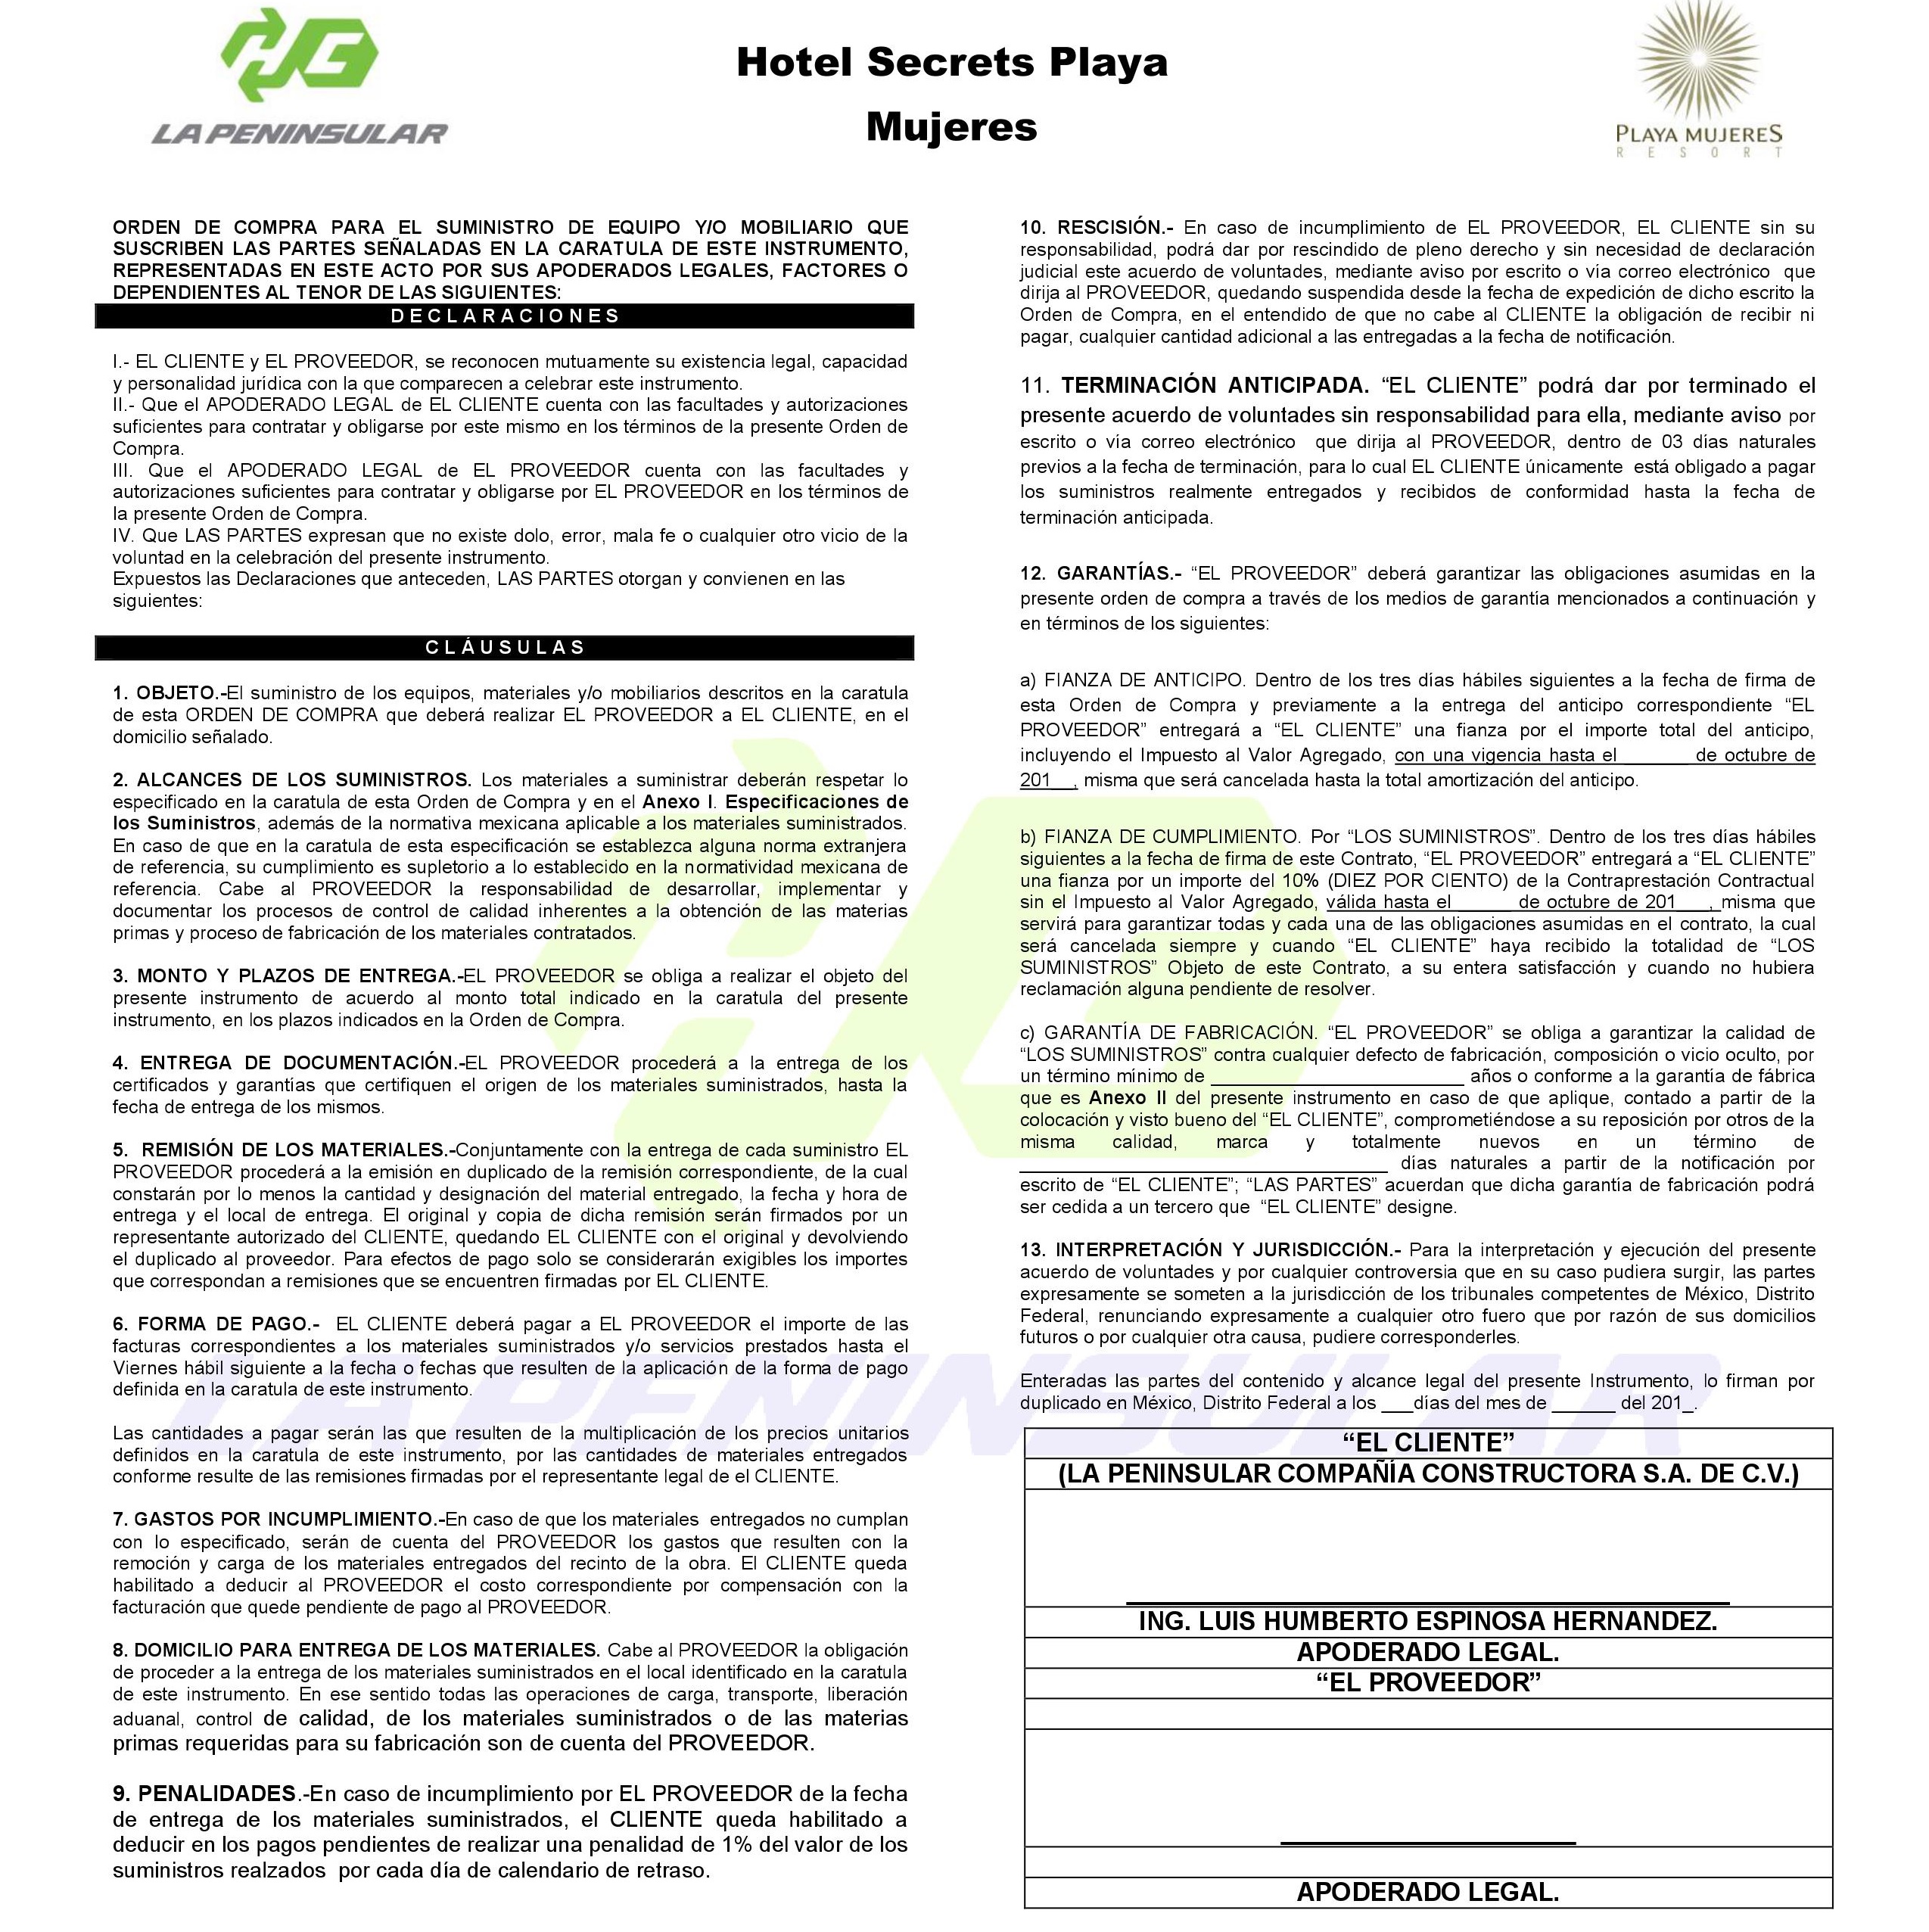 HG
LA PENINSULAR
Hotel Secrets Playa
Mujeres
PLAYA MUJERES
RESORT
ORDEN DE COMPRA PARA EL SUMINISTRO DE EQUIPO Y/O MOBILIARIO QUE
SUSCRIBEN LAS PARTES SEÑALADAS EN LA CARATULA DE ESTE INSTRUMENTO,
REPRESENTADAS EN ESTE ACTO POR SUS APODERADOS LEGALES, FACTORES O
DEPENDIENTES AL TENOR DE LAS SIGUIENTES:
DECLARACIONES
I.- EL CLIENTE y EL PROVEEDOR, se reconocen mutuamente su existencia legal, capacidad
y personalidad jurídica con la que comparecen a celebrar este instrumento.
II.- Que el APODERADO LEGAL de EL CLIENTE cuenta con las facultades y autorizaciones
suficientes para contratar y obligarse por este mismo en los términos de la presente Orden de
Compra.
III. Que el APODERADO LEGAL de EL PROVEEDOR cuenta con las facultades y
autorizaciones suficientes para contratar y obligarse por EL PROVEEDOR en los términos de
la presente Orden de Compra.
IV. Que LAS PARTES expresan que no existe dolo, error, mala fe o cualquier otro vicio de la
voluntad en la celebración del presente instrumento.
Expuestos las Declaraciones que anteceden, LAS PARTES otorgan y convienen en las
siguientes:
CLÁUSULAS
1. OBJETO.-El suministro de los equipos, materiales y/o mobiliarios descritos en la caratula
de esta ORDEN DE COMPRA que deberá realizar EL PROVEEDOR a EL CLIENTE, en el
domicilio señalado.
2. ALCANCES DE LOS SUMINISTROS. Los materiales a suministrar deberán respetar lo
especificado en la caratula de esta Orden de Compra y en el Anexo I. Especificaciones de
los Suministros, además de la normativa mexicana aplicable a los materiales suministrados.
En caso de que en la caratula de esta especificación se establezca alguna norma extranjera
de referencia, su cumplimiento es supletorio a lo establecido en la normatividad mexicana de
referencia. Cabe al PROVEEDOR la responsabilidad de desarrollar, implementar y
documentar los procesos de control de calidad inherentes a la obtención de las materias
primas y proceso de fabricación de los materiales contratados.
3. MONTO Y PLAZOS DE ENTREGA.-EL PROVEEDOR se obliga a realizar el objeto del
presente instrumento de acuerdo al monto total indicado en la caratula del presente
instrumento, en los plazos indicados en la Orden de Compra.
4. ENTREGA DE DOCUMENTACIÓN.-EL PROVEEDOR procederá a la entrega de los
certificados y garantías que certifiquen el origen de los materiales suministrados, hasta la
fecha de entrega de los mismos.
5. REMISIÓN DE LOS MATERIALES.-Conjuntamente con la entrega de cada suministro EL
PROVEEDOR procederá a la emisión en duplicado de la remisión correspondiente, de la cual
constarán por lo menos la cantidad y designación del material entregado, la fecha y hora de
entrega y el local de entrega. El original y copia de dicha remisión serán firmados por un
representante autorizado del CLIENTE, quedando EL CLIENTE con el original y devolviendo
el duplicado al proveedor. Para efectos de pago solo se considerarán exigibles los importes
que correspondan a remisiones que se encuentren firmadas por EL CLIENTE.
6. FORMA DE PAGO.- EL CLIENTE deberá pagar a EL PROVEEDOR el importe de las
facturas correspondientes a los materiales suministrados y/o servicios prestados hasta el
Viernes hábil siguiente a la fecha o fechas que resulten de la aplicación de la forma de pago
definida en la caratula de este instrumento.
Las cantidades a pagar serán las que resulten de la multiplicación de los precios unitarios
definidos en la caratula de este instrumento, por las cantidades de materiales entregados
conforme resulte de las remisiones firmadas por el representante legal de el CLIENTE.
7. GASTOS POR INCUMPLIMIENTO.-En caso de que los materiales entregados no cumplan
con lo especificado, serán de cuenta del PROVEEDOR los gastos que resulten con la
remoción y carga de los materiales entregados del recinto de la obra. El CLIENTE queda
habilitado a deducir al PROVEEDOR el costo correspondiente por compensación con la
facturación que quede pendiente de pago al PROVEEDOR.
8. DOMICILIO PARA ENTREGA DE LOS MATERIALES. Cabe al PROVEEDOR la obligación
de proceder a la entrega de los materiales suministrados en el local identificado en la caratula
de este instrumento. En ese sentido todas las operaciones de carga, transporte, liberación
aduanal, control de calidad, de los materiales suministrados o de las materias
primas requeridas para su fabricación son de cuenta del PROVEEDOR.
9. PENALIDADES.-En caso de incumplimiento por EL PROVEEDOR de la fecha
de entrega de los materiales suministrados, el CLIENTE queda habilitado a
deducir en los pagos pendientes de realizar una penalidad de 1% del valor de los
suministros realzados por cada día de calendario de retraso.
10. RESCISIÓN.- En caso de incumplimiento de EL PROVEEDOR, EL CLIENTE sin su
responsabilidad, podrá dar por rescindido de pleno derecho y sin necesidad de declaración
judicial este acuerdo de voluntades, mediante aviso por escrito o vía correo electrónico que
dirija al PROVEEDOR, quedando suspendida desde la fecha de expedición de dicho escrito la
Orden de Compra, en el entendido de que no cabe al CLIENTE la obligación de recibir ni
pagar, cualquier cantidad adicional a las entregadas a la fecha de notificación.
11. TERMINACIÓN ANTICIPADA. “EL CLIENTE” podrá dar por terminado el
presente acuerdo de voluntades sin responsabilidad para ella, mediante aviso por
escrito o vía correo electrónico que dirija al PROVEEDOR, dentro de 03 días naturales
previos a la fecha de terminación, para lo cual EL CLIENTE únicamente está obligado a pagar
los suministros realmente entregados y recibidos de conformidad hasta la fecha de
terminación anticipada.
12. GARANTÍAS.- “EL PROVEEDOR” deberá garantizar las obligaciones asumidas en la
presente orden de compra a través de los medios de garantía mencionados a continuación y
en términos de los siguientes:
a) FIANZA DE ANTICIPO. Dentro de los tres días hábiles siguientes a la fecha de firma de
esta Orden de Compra y previamente a la entrega del anticipo correspondiente “EL
PROVEEDOR” entregará a “EL CLIENTE” una fianza por el importe total del anticipo,
incluyendo el Impuesto al Valor Agregado, con una vigencia hasta el ______ de octubre de
201__, misma que será cancelada hasta la total amortización del anticipo.
b) FIANZA DE CUMPLIMIENTO. Por “LOS SUMINISTROS”. Dentro de los tres días hábiles
siguientes a la fecha de firma de este Contrato, “EL PROVEEDOR” entregará a “EL CLIENTE”
una fianza por un importe del 10% (DIEZ POR CIENTO) de la Contraprestación Contractual
sin el Impuesto al Valor Agregado, válida hasta el _____ de octubre de 201___, misma que
servirá para garantizar todas y cada una de las obligaciones asumidas en el contrato, la cual
será cancelada siempre y cuando “EL CLIENTE” haya recibido la totalidad de “LOS
SUMINISTROS” Objeto de este Contrato, a su entera satisfacción y cuando no hubiera
reclamación alguna pendiente de resolver.
c) GARANTÍA DE FABRICACIÓN. “EL PROVEEDOR” se obliga a garantizar la calidad de
“LOS SUMINISTROS” contra cualquier defecto de fabricación, composición o vicio oculto, por
un término mínimo de ________________________ años o conforme a la garantía de fábrica
que es Anexo II del presente instrumento en caso de que aplique, contado a partir de la
colocación y visto bueno del “EL CLIENTE”, comprometiéndose a su reposición por otros de la
misma calidad, marca y totalmente nuevos en un término de
___________________________________ días naturales a partir de la notificación por
escrito de “EL CLIENTE”; “LAS PARTES” acuerdan que dicha garantía de fabricación podrá
ser cedida a un tercero que “EL CLIENTE” designe.
13. INTERPRETACIÓN Y JURISDICCIÓN.- Para la interpretación y ejecución del presente
acuerdo de voluntades y por cualquier controversia que en su caso pudiera surgir, las partes
expresamente se someten a la jurisdicción de los tribunales competentes de México, Distrito
Federal, renunciando expresamente a cualquier otro fuero que por razón de sus domicilios
futuros o por cualquier otra causa, pudiere corresponderles.
Enteradas las partes del contenido y alcance legal del presente Instrumento, lo firman por
duplicado en México, Distrito Federal a los ___días del mes de ______ del 201_.
“EL CLIENTE”
(LA PENINSULAR COMPAÑÍA CONSTRUCTORA S.A. DE C.V.)
ING. LUIS HUMBERTO ESPINOSA HERNANDEZ.
APODERADO LEGAL.
“EL PROVEEDOR”
APODERADO LEGAL.
HG
LA PENINSULAR